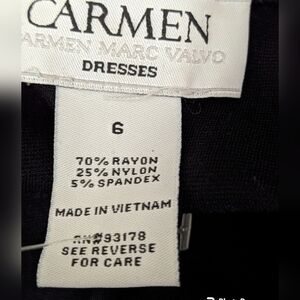 CARMEN
CARMEN MARC VALVO
DRESSES
6
70% RAYON
25% NYLON
5% SPANDEX
MADE IN VIETNAM
RN#93178
SEE REVERSE
FOR CARE